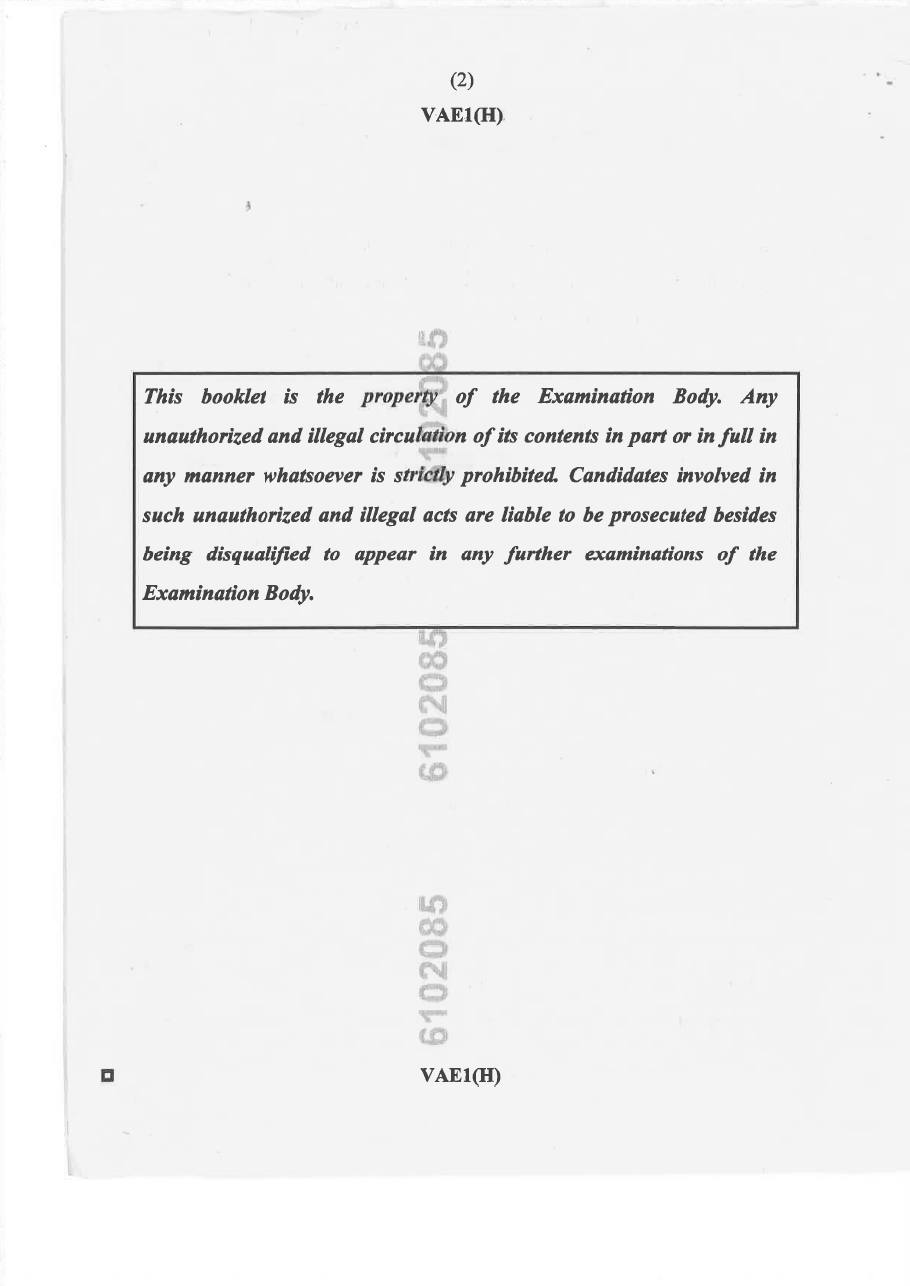 (2)
VAE1(H)
6102085
This booklet is the property of the Examination Body. Any
unauthorized and illegal circulation of its contents in part or in full in
any manner whatsoever is strictly prohibited. Candidates involved in
such unauthorized and illegal acts are liable to be prosecuted besides
being disqualified to appear in any further examinations of the
Examination Body.
6102085
6102085
VAE1(H)